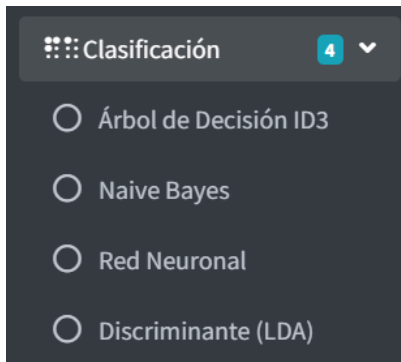 Clasificación 4
Árbol de Decisión ID3
Naive Bayes
Red Neuronal
Discriminante (LDA)